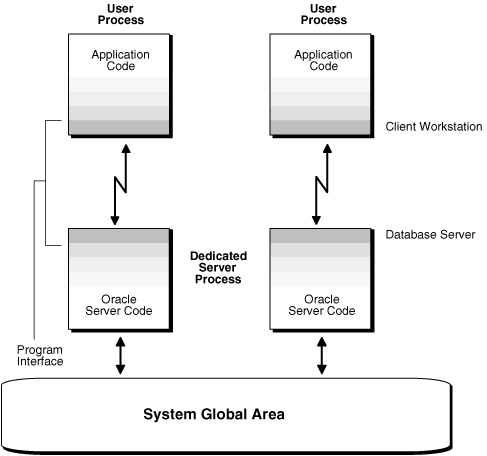 User
Process
User
Process
Application
Code
Application
Code
Client Workstation
Database Server
Dedicated
Server
Process
Oracle
Server Code
Oracle
Server Code
Program
Interface
System Global Area